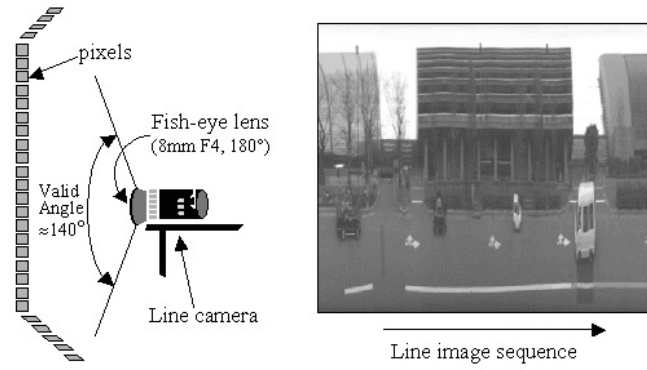 pixels
Fish-eye lens
(8mm F4, 180°)
Valid
Angle
≈140°
Line camera
Line image sequence